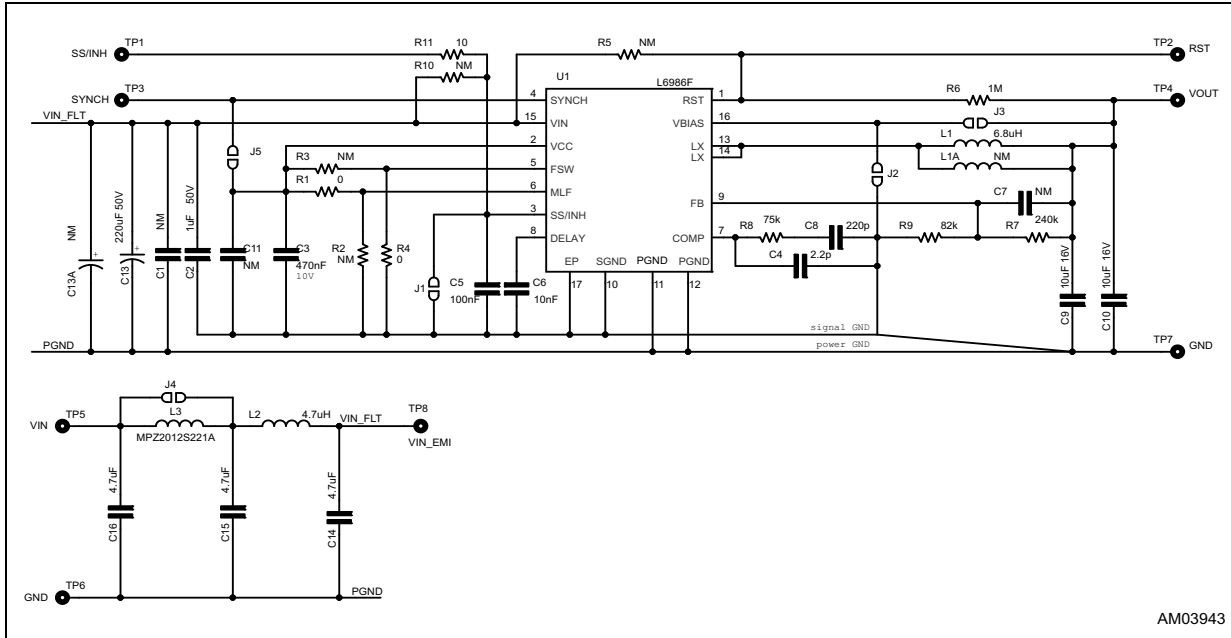 TP1
SS/INH
R11 10
R10 NM
R5 NM
TP2
RST
U1
L6986F
TP3
SYNCH
4 SYNCH
RST 1
R6 1M
TP4
VOUT
VIN_FLT
15 VIN
VBIAS 16
J3
2 VCC
LX 13
LX 14
L1 6.8uH
L1A NM
J5
R3 NM
5 FSW
R1 0
6 MLF
J2
C7 NM
FB 9
3 SS/INH
8 DELAY
COMP 7
R8 75k
C8 220p
R9 82k
R7 240k
C4 2.2p
NM
C13A
220uF 50V
C13
NM
C1
1uF 50V
C2
C11
NM
C3
470nF
10V
R2
NM
R4
0
J1
C5
100nF
C6
10nF
EP
17
SGND
10
PGND
11
PGND
12
10uF 16V
C9
10uF 16V
C10
signal GND
power GND
PGND
TP7
GND
J4
VIN
TP5
L3
MPZ2012S221A
L2 4.7uH
VIN_FLT
TP8
VIN_EMI
4.7uF
C16
4.7uF
C15
4.7uF
C14
GND
TP6
PGND
AM03943